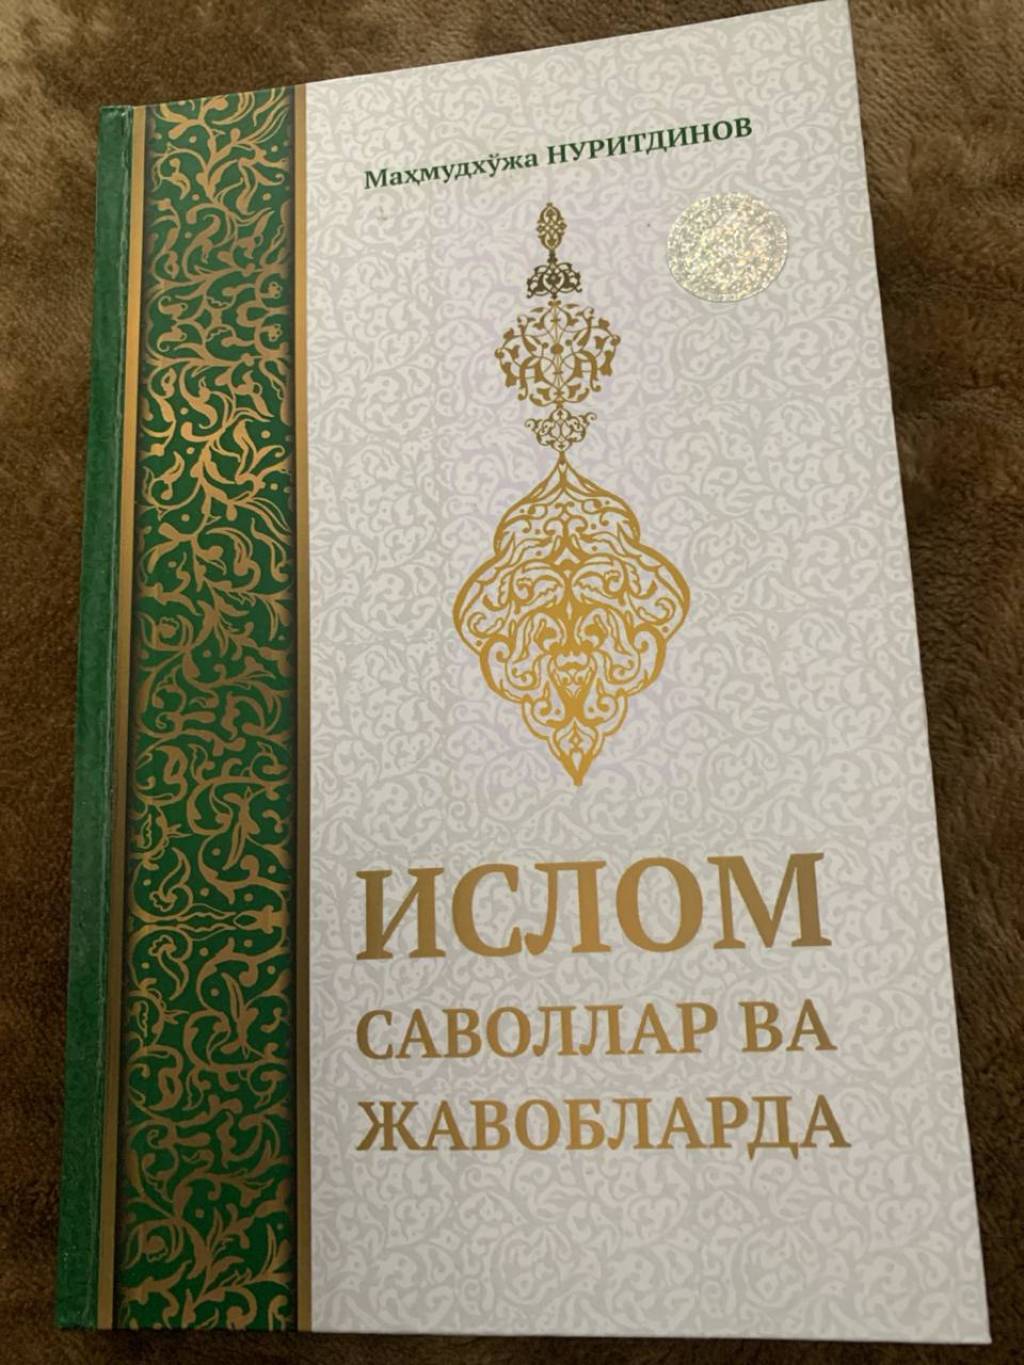 Маҳмудхўжа НУРИТДИНОВ
ИСЛОМ
САВОЛЛАР ВА
ЖАВОБЛАРДА